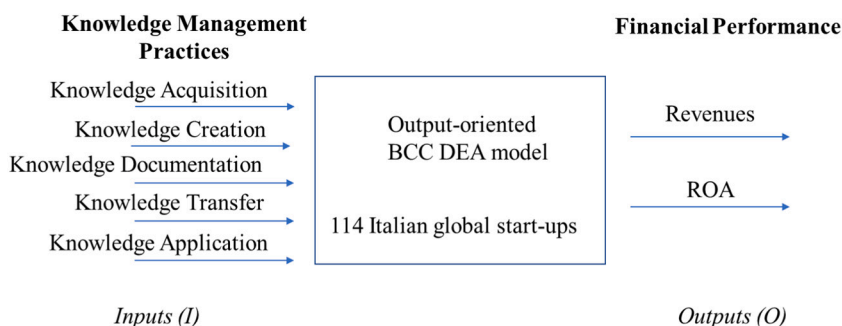 Knowledge Management
Practices
Financial Performance
Knowledge Acquisition
Knowledge Creation
Knowledge Documentation
Knowledge Transfer
Knowledge Application
Output-oriented
BCC DEA model
114 Italian global start-ups
Revenues
ROA
Inputs (I)
Outputs (O)